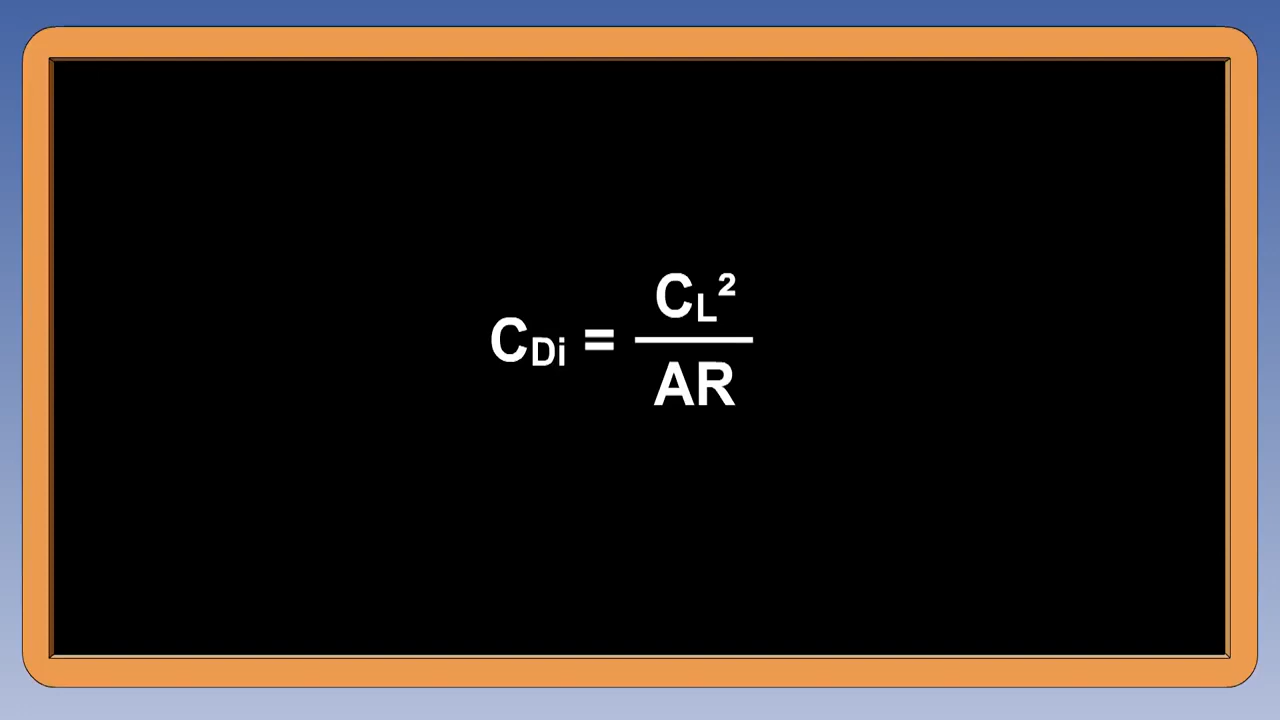 C_Di = C_L² / AR